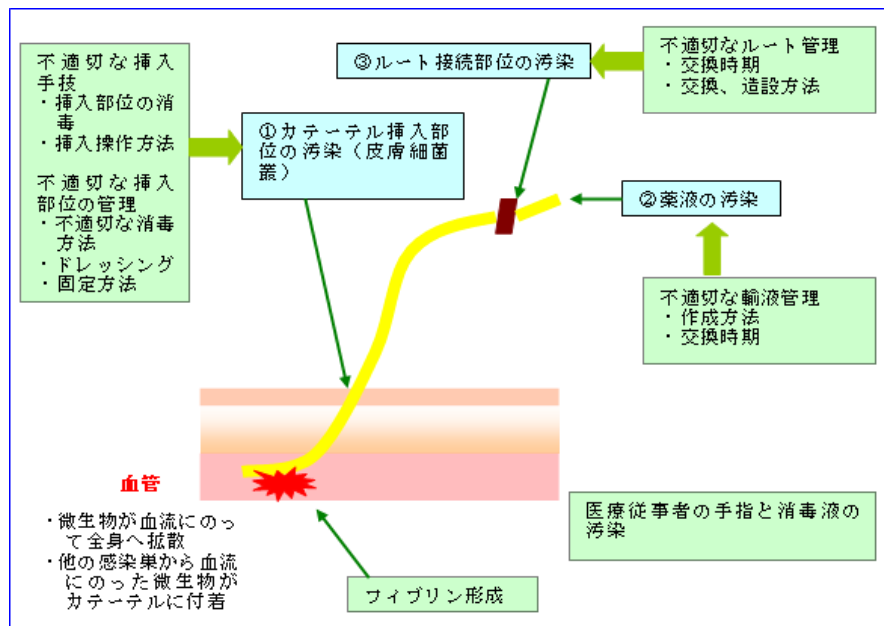 不適切な挿入
手技
・挿入部位の消
毒
・挿入操作方法
不適切な挿入
部位の管理
・不適切な消毒
方法
・ドレッシング
・固定方法
①カテーテル挿入部
位の汚染（皮膚細菌
叢）
③ルート接続部位の汚染
不適切なルート管理
・交換時期
・交換、造設方法
②薬液の汚染
不適切な輸液管理
・作成方法
・交換時期
血管
・微生物が血流にのっ
て全身へ拡散
・他の感染巣から血流
にのった微生物が
カテーテルに付着
フィブリン形成
医療従事者の手指と消毒液の
汚染